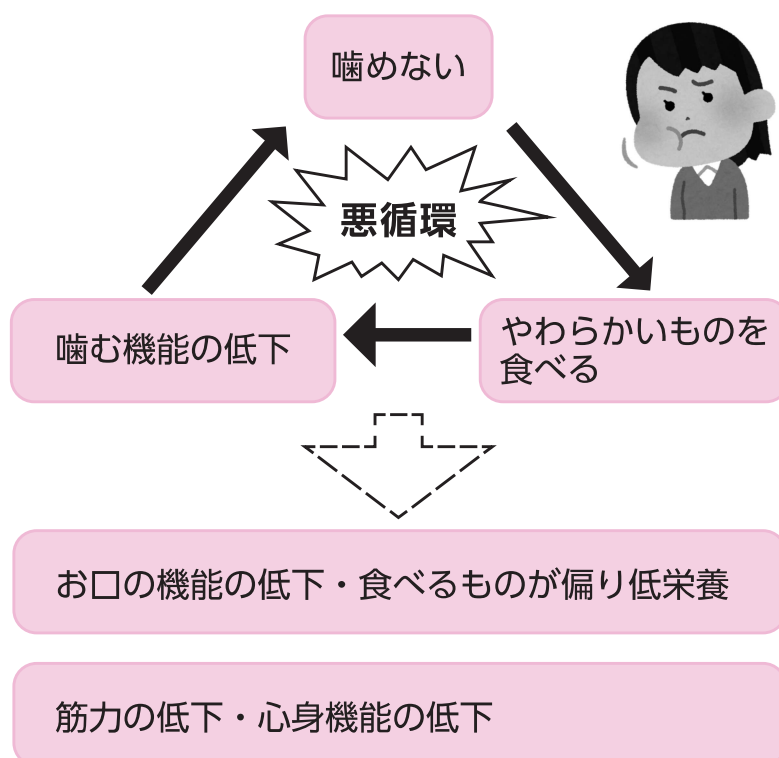 噛めない
悪循環
やわらかいものを
食べる
噛む機能の低下
お口の機能の低下・食べるものが偏り低栄養
筋力の低下・心身機能の低下